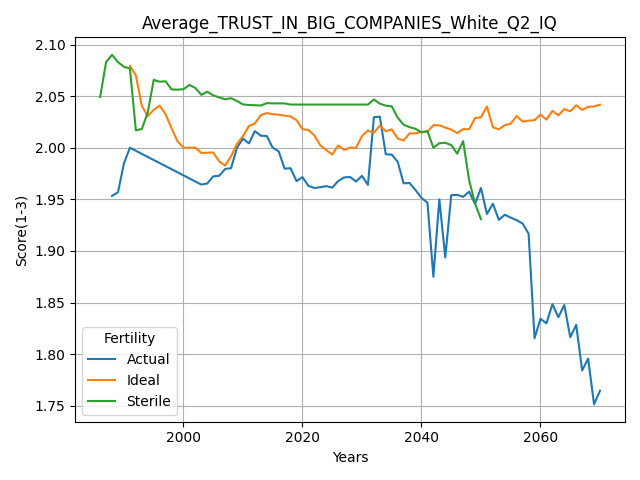 Average_TRUST_IN_BIG_COMPANIES_White_Q2_IQ
Score(1-3)
2.10
2.05
2.00
1.95
1.90
1.85
1.80
1.75
Fertility
Actual
Ideal
Sterile
2000
2020
2040
2060
Years